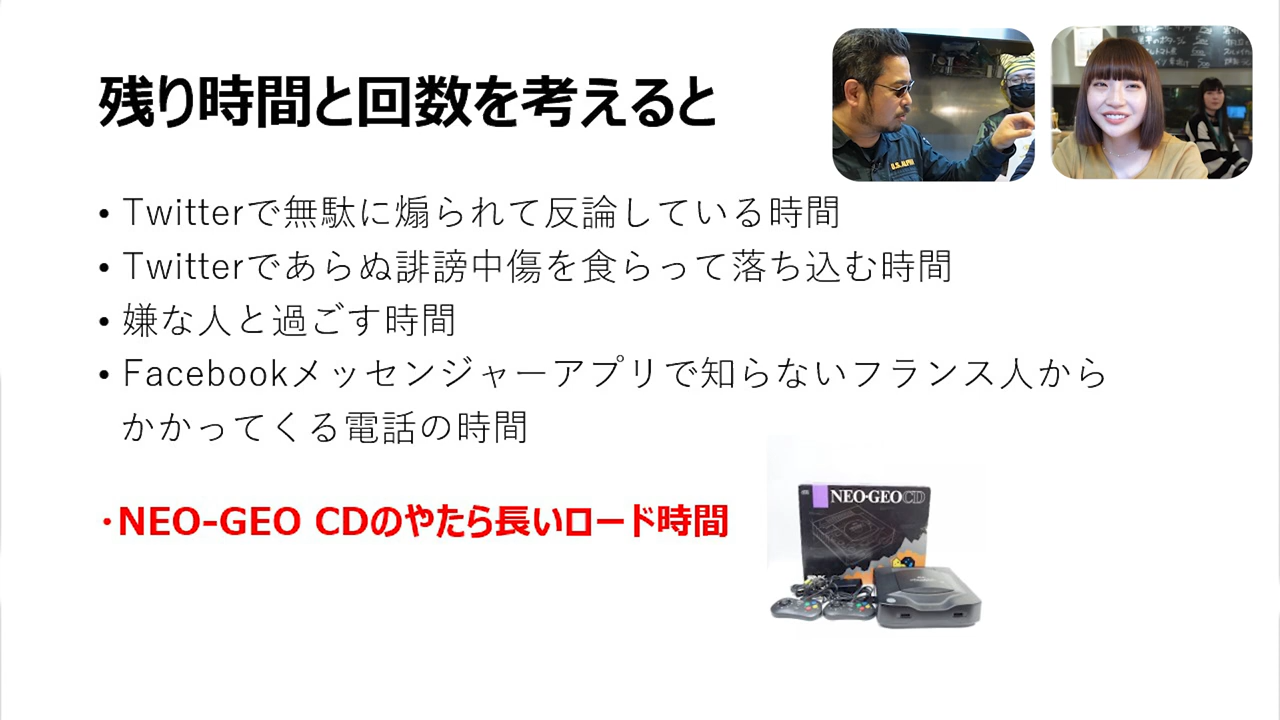 残り時間と回数を考えると
U.S. ALPHA
• Twitterで無駄に煽られて反論している時間
• Twitterであらぬ誹謗中傷を食らって落ち込む時間
• 嫌な人と過ごす時間
• Facebookメッセンジャーアプリで知らないフランス人から
かかってくる電話の時間
・NEO-GEO CDのやたら長いロード時間
NEO•GEO CD